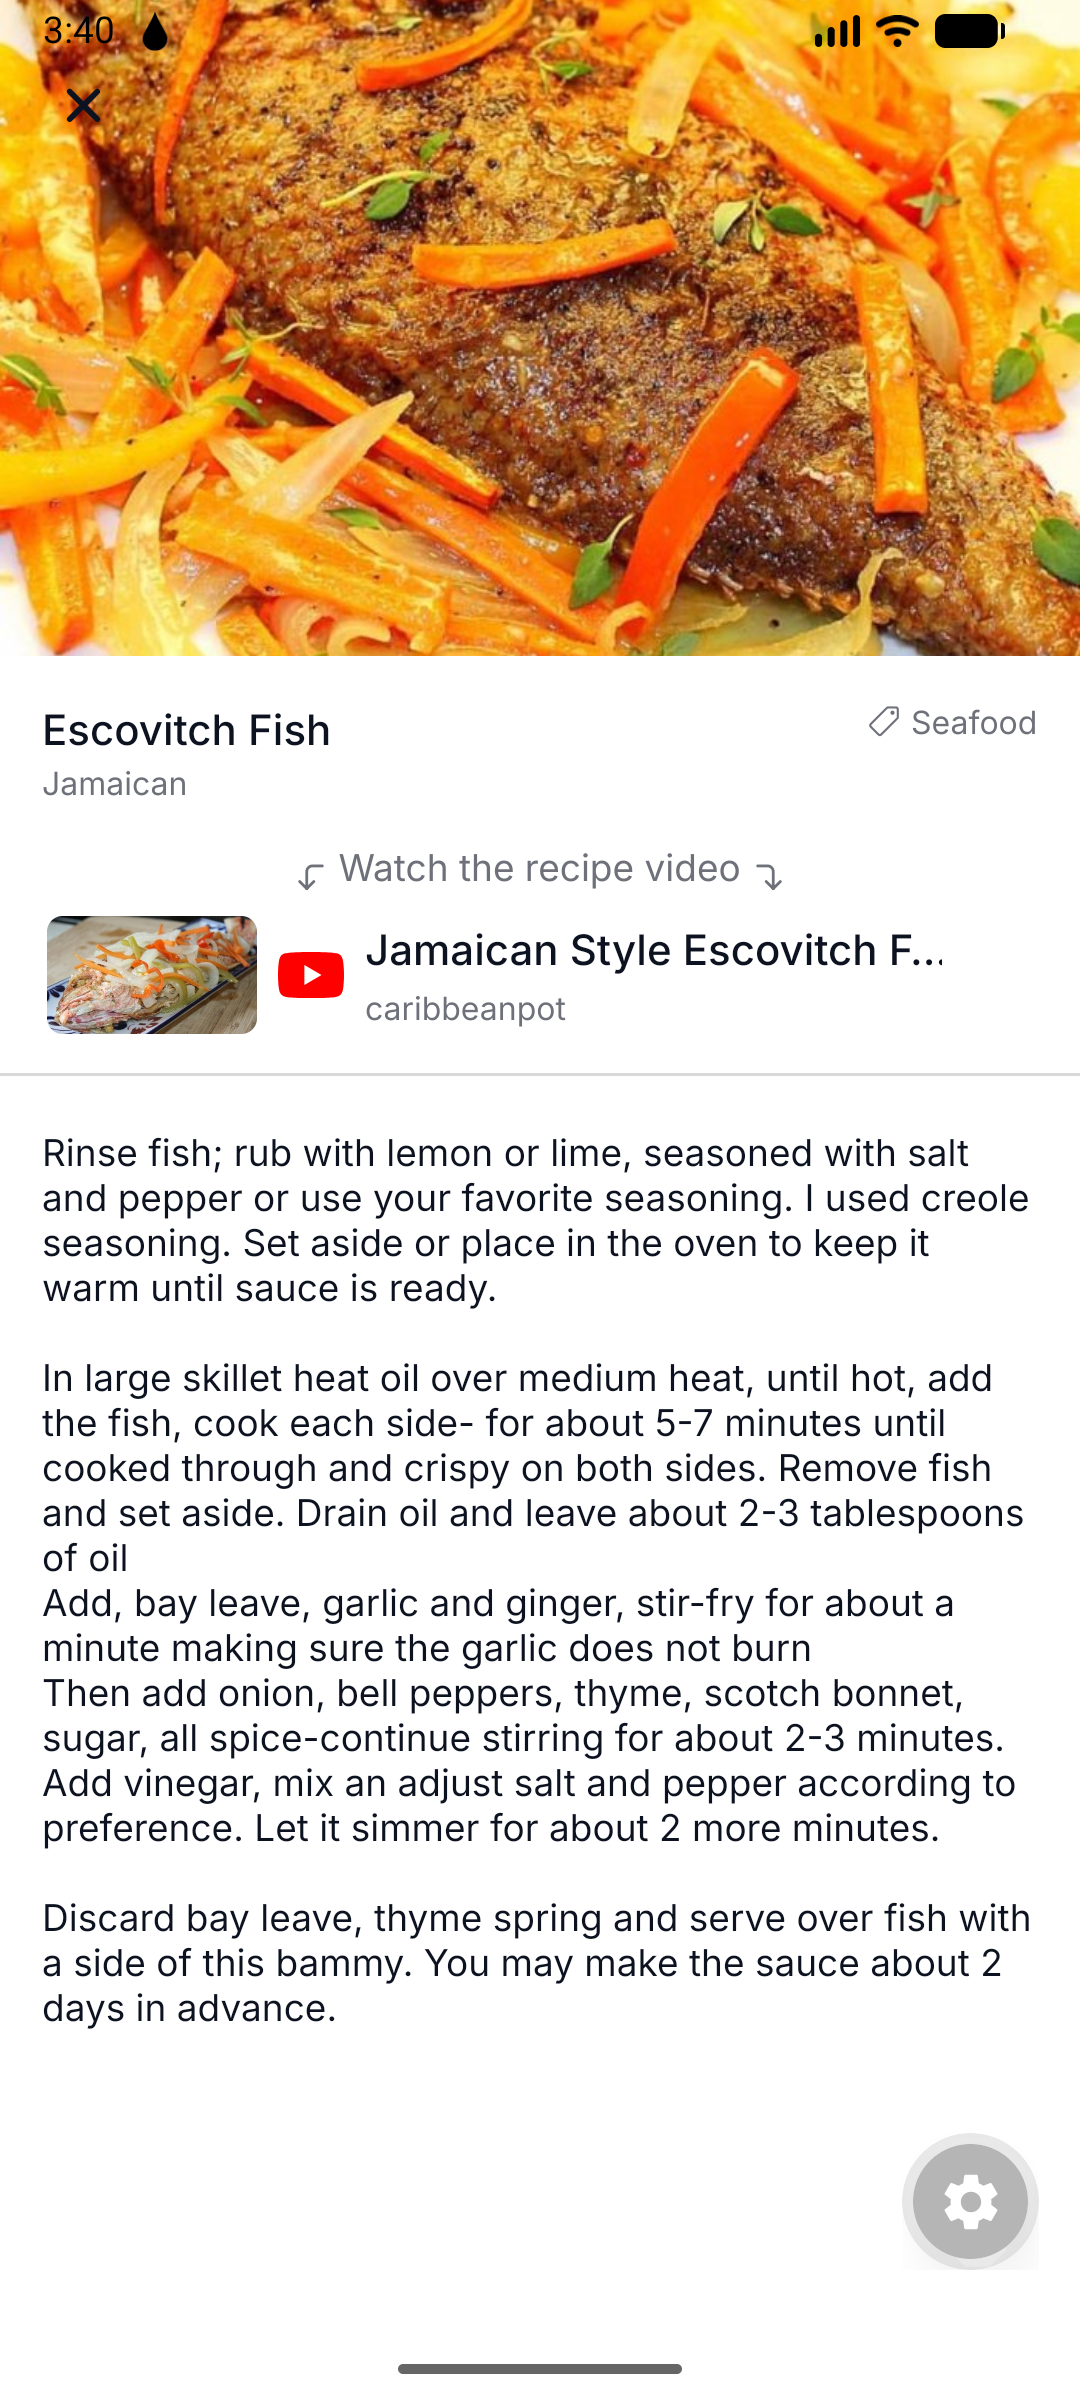 3:40
Escovitch Fish
Seafood
Jamaican
Watch the recipe video
Jamaican Style Escovitch F...
caribbeanpot
Rinse fish; rub with lemon or lime, seasoned with salt
and pepper or use your favorite seasoning. I used creole
seasoning. Set aside or place in the oven to keep it
warm until sauce is ready.
In large skillet heat oil over medium heat, until hot, add
the fish, cook each side- for about 5-7 minutes until
cooked through and crispy on both sides. Remove fish
and set aside. Drain oil and leave about 2-3 tablespoons
of oil
Add, bay leave, garlic and ginger, stir-fry for about a
minute making sure the garlic does not burn
Then add onion, bell peppers, thyme, scotch bonnet,
sugar, all spice-continue stirring for about 2-3 minutes.
Add vinegar, mix an adjust salt and pepper according to
preference. Let it simmer for about 2 more minutes.
Discard bay leave, thyme spring and serve over fish with
a side of this bammy. You may make the sauce about 2
days in advance.